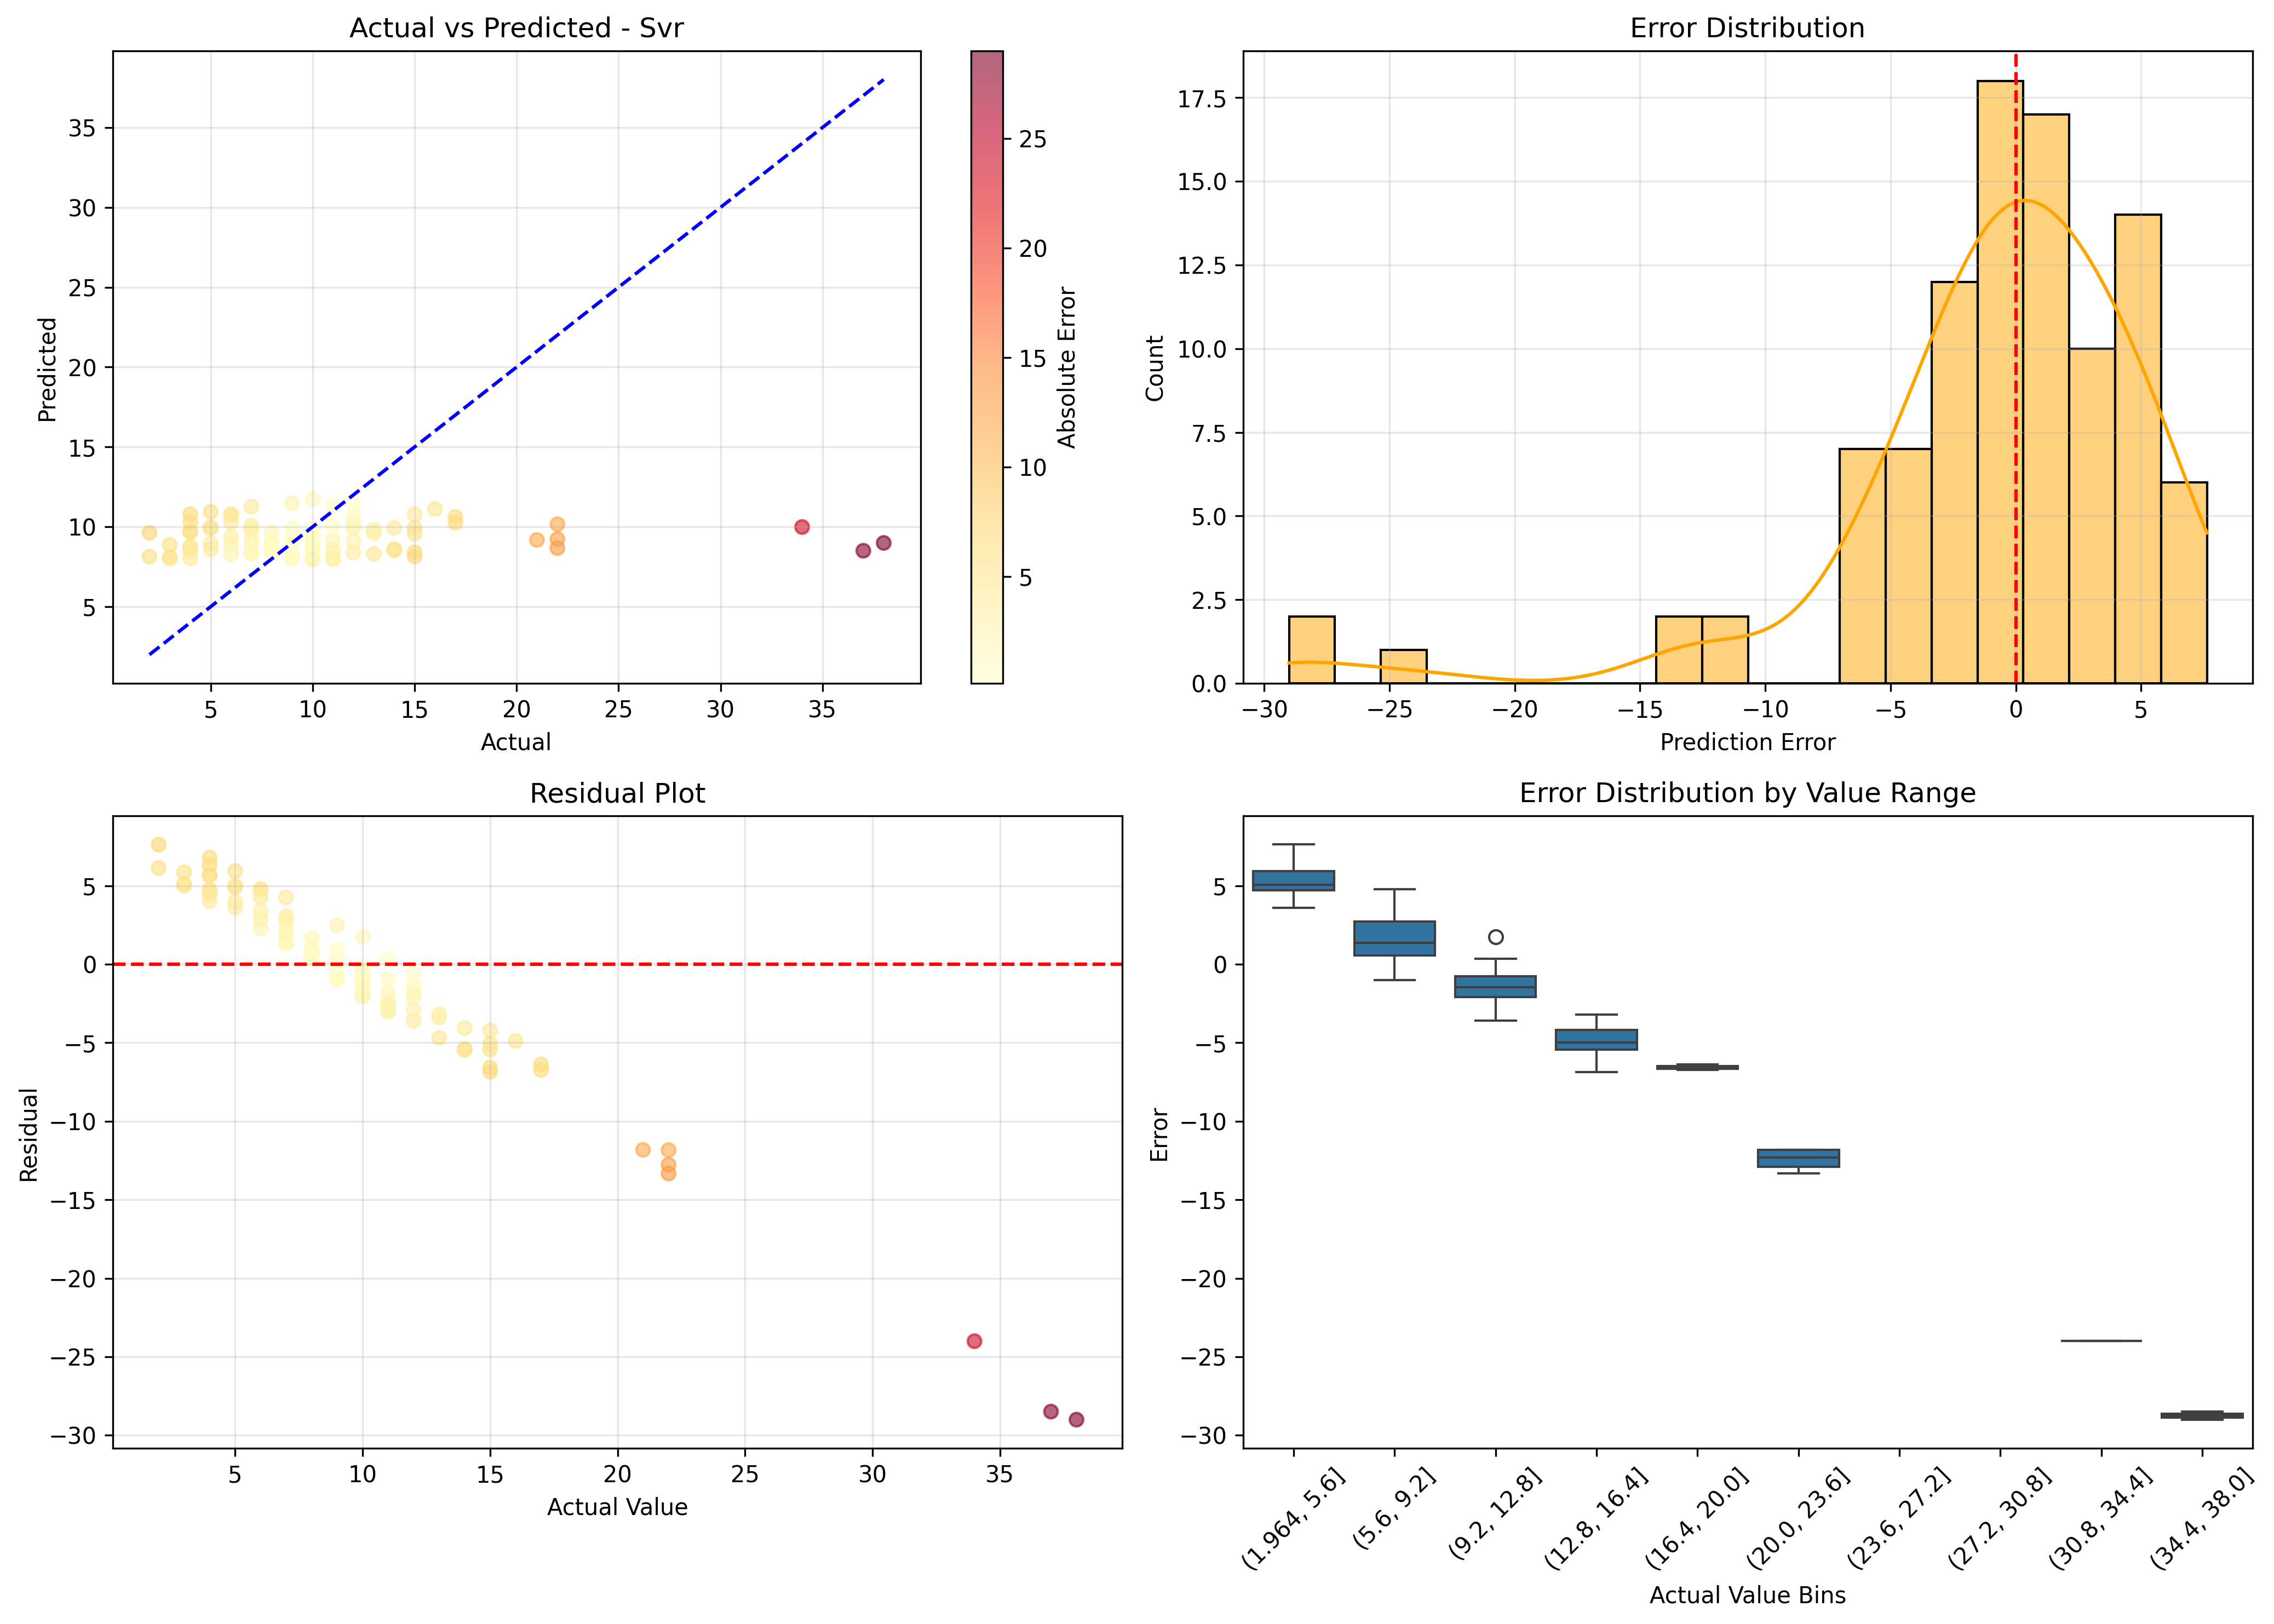 Actual vs Predicted - Svr
35
30
25
20
15
10
5
Predicted
5 10 15 20 25 30 35
Actual
25
20
15
10
5
Absolute Error
Error Distribution
17.5
15.0
12.5
10.0
7.5
5.0
2.5
0.0
Count
−30 −25 −20 −15 −10 −5 0 5
Prediction Error
Residual Plot
5
0
−5
−10
−15
−20
−25
−30
Residual
5 10 15 20 25 30 35
Actual Value
Error Distribution by Value Range
5
0
−5
−10
−15
−20
−25
−30
Error
(1.964, 5.6]
(5.6, 9.2]
(9.2, 12.8]
(12.8, 16.4]
(16.4, 20.0]
(20.0, 23.6]
(23.6, 27.2]
(27.2, 30.8]
(30.8, 34.4]
(34.4, 38.0]
Actual Value Bins